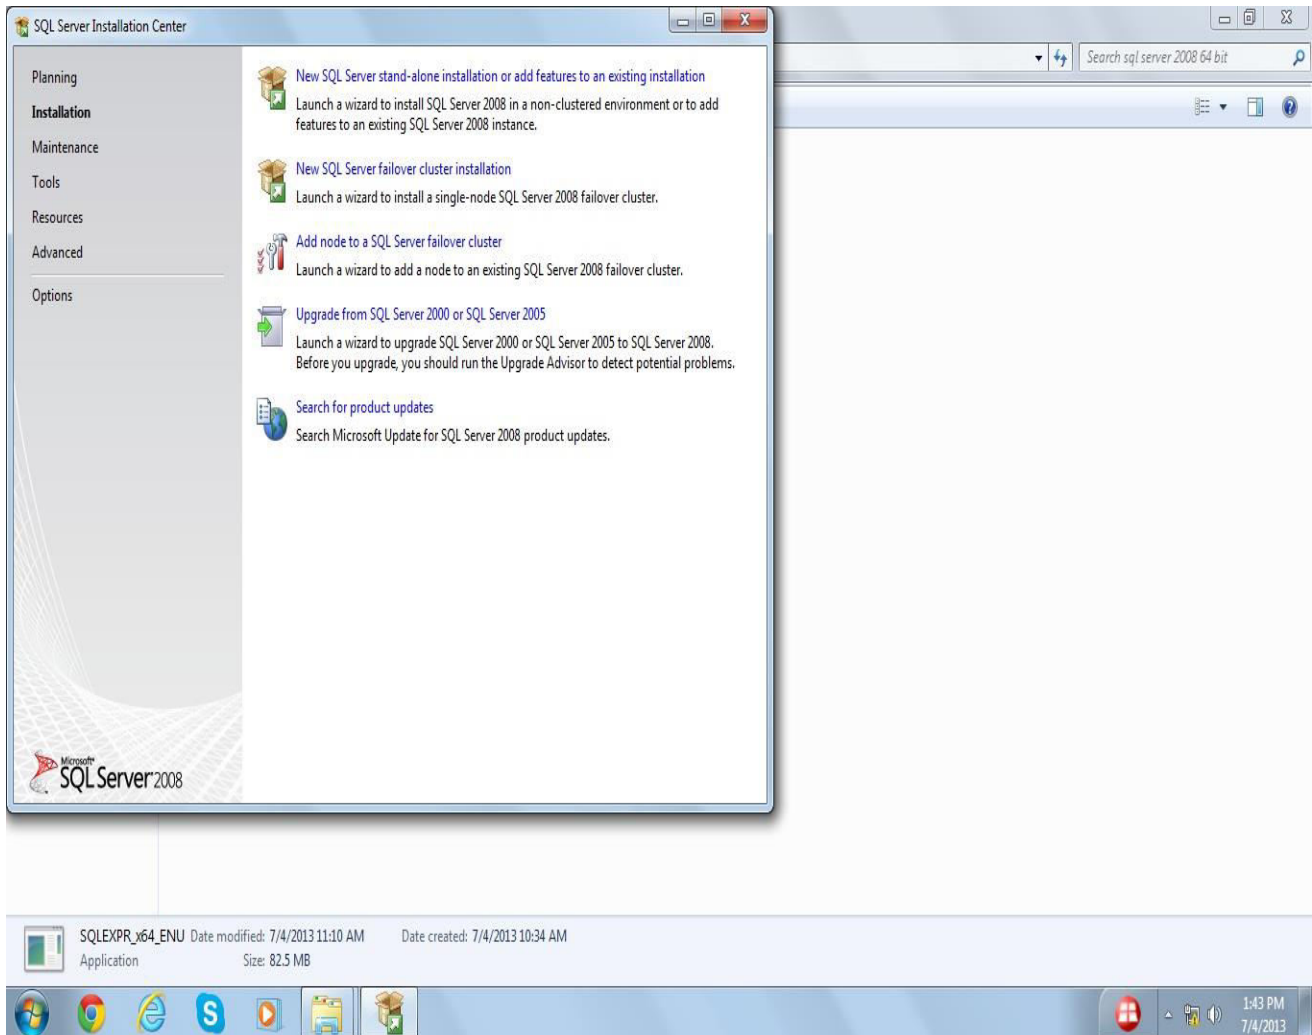 SQL Server Installation Center
Search sql server 2008 64 bit
Planning
Installation
Maintenance
Tools
Resources
Advanced
Options
New SQL Server stand-alone installation or add features to an existing installation
Launch a wizard to install SQL Server 2008 in a non-clustered environment or to add
features to an existing SQL Server 2008 instance.
New SQL Server failover cluster installation
Launch a wizard to install a single-node SQL Server 2008 failover cluster.
Add node to a SQL Server failover cluster
Launch a wizard to add a node to an existing SQL Server 2008 failover cluster.
Upgrade from SQL Server 2000 or SQL Server 2005
Launch a wizard to upgrade SQL Server 2000 or SQL Server 2005 to SQL Server 2008.
Before you upgrade, you should run the Upgrade Advisor to detect potential problems.
Search for product updates
Search Microsoft Update for SQL Server 2008 product updates.
Microsoft
SQL Server 2008
SQLEXPR_x64_ENU Date modified: 7/4/2013 11:10 AM Date created: 7/4/2013 10:34 AM
Application Size: 82.5 MB
1:43 PM
7/4/2013